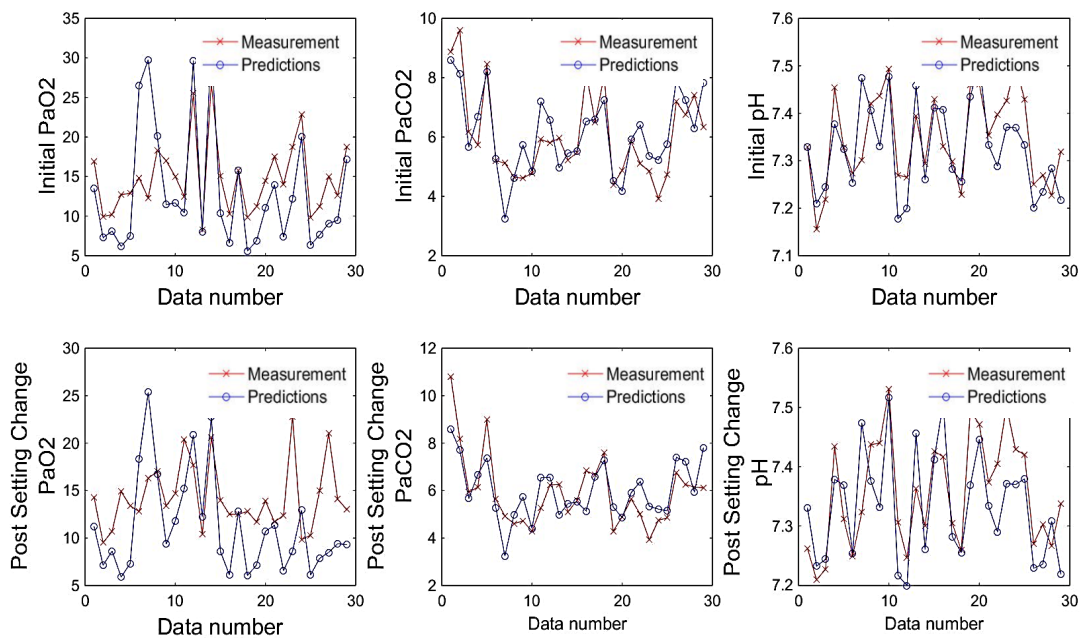 35
30
25
20
15
10
5
0
10
20
30
Initial PaO2
Data number
Measurement
Predictions
10
8
6
4
2
0
10
20
30
Initial PaCO2
Data number
Measurement
Predictions
7.6
7.5
7.4
7.3
7.2
7.1
0
10
20
30
Initial pH
Data number
Measurement
Predictions
30
25
20
15
10
5
0
10
20
30
Post Setting Change
PaO2
Data number
Measurement
Predictions
12
10
8
6
4
2
0
10
20
30
Post Setting Change
PaCO2
Data number
Measurement
Predictions
7.6
7.5
7.4
7.3
7.2
0
10
20
30
Post Setting Change
pH
Data number
Measurement
Predictions